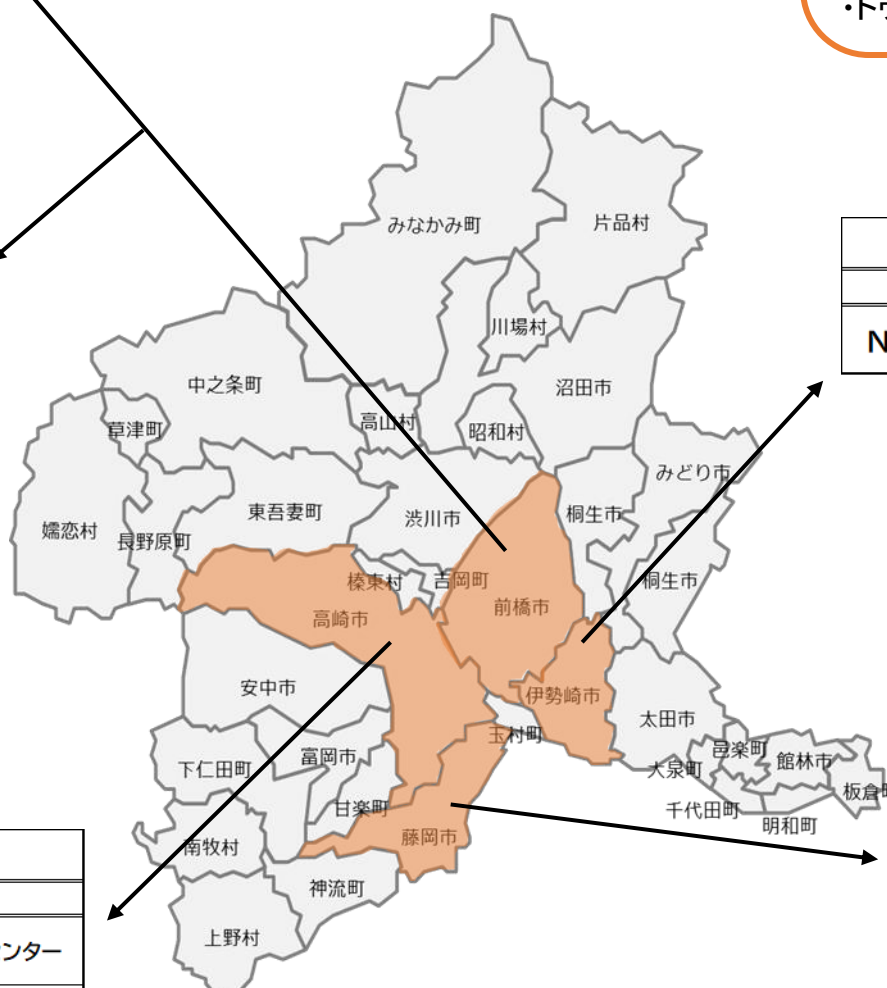 みなかみ町
片品村
川場村
N
中之条町
沼田市
草津町
高山村
昭和村
みどり市
嬬恋村
長野原町
東吾妻町
渋川市
桐生市
榛東村
吉岡町
桐生市
高崎市
前橋市
安中市
伊勢崎市
太田市
玉村町
下仁田町
富岡市
大泉町
邑楽町
館林市
板倉
甘楽町
千代田町
明和町
南牧村
藤岡市
神流町
上野村
ンター